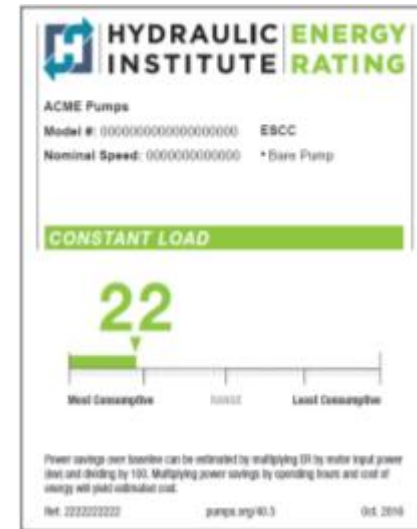 HYDRAULIC ENERGY
INSTITUTE RATING
ACME Pumps
Model #: 0000000000000000000 ESCC
Nominal Speed: 0000000000000 * Bare Pump
CONSTANT LOAD
22
Most Consumptive RANGE Least Consumptive
Power savings over baseline can be estimated by multiplying ER by motor input power
and dividing by 100. Multiplying power savings by operating hours and cost of
energy will yield estimated cost.
Ref. 2222222222 pumps.org/40.5 Oct. 2016